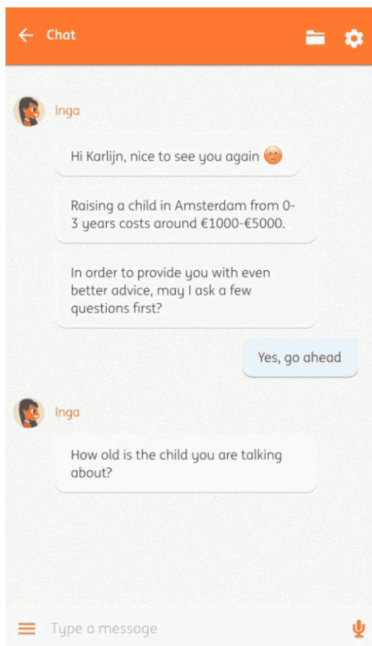 Chat
Inga
Hi Karlijn, nice to see you again
Raising a child in Amsterdam from 0-
3 years costs around €1000-€5000.
In order to provide you with even
better advice, may I ask a few
questions first?
Yes, go ahead
Inga
How old is the child you are talking
about?
Type a message